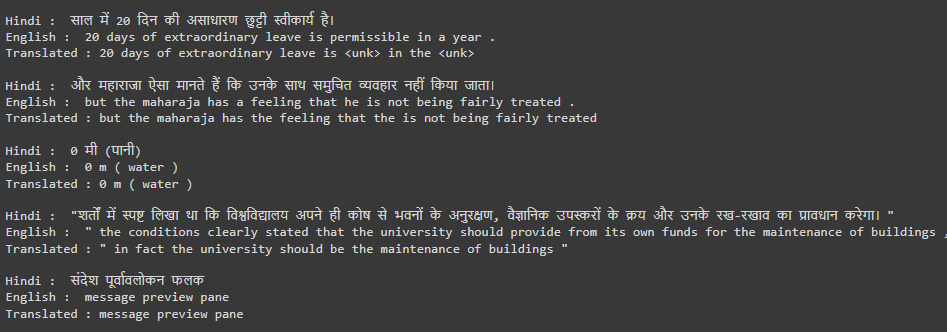 Hindi : साल में 20 दिन की असाधारण छुट्टी स्वीकार्य है।
English : 20 days of extraordinary leave is permissible in a year .
Translated : 20 days of extraordinary leave is <unk> in the <unk>
Hindi : और महाराजा ऐसा मानते हैं कि उनके साथ समुचित व्यवहार नहीं किया जाता।
English : but the maharaja has a feeling that he is not being fairly treated .
Translated : but the maharaja has the feeling that the is not being fairly treated
Hindi : 0 मी (पानी)
English : 0 m ( water )
Translated : 0 m ( water )
Hindi : "शर्तों में स्पष्ट लिखा था कि विश्वविद्यालय अपने ही कोष से भवनों के अनुरक्षण, वैज्ञानिक उपस्करों के क्रय और उनके रख-रखाव का प्रावधान करेगा। "
English : " the conditions clearly stated that the university should provide from its own funds for the maintenance of buildings ,
Translated : " in fact the university should be the maintenance of buildings "
Hindi : संदेश पूर्वावलोकन फलक
English : message preview pane
Translated : message preview pane